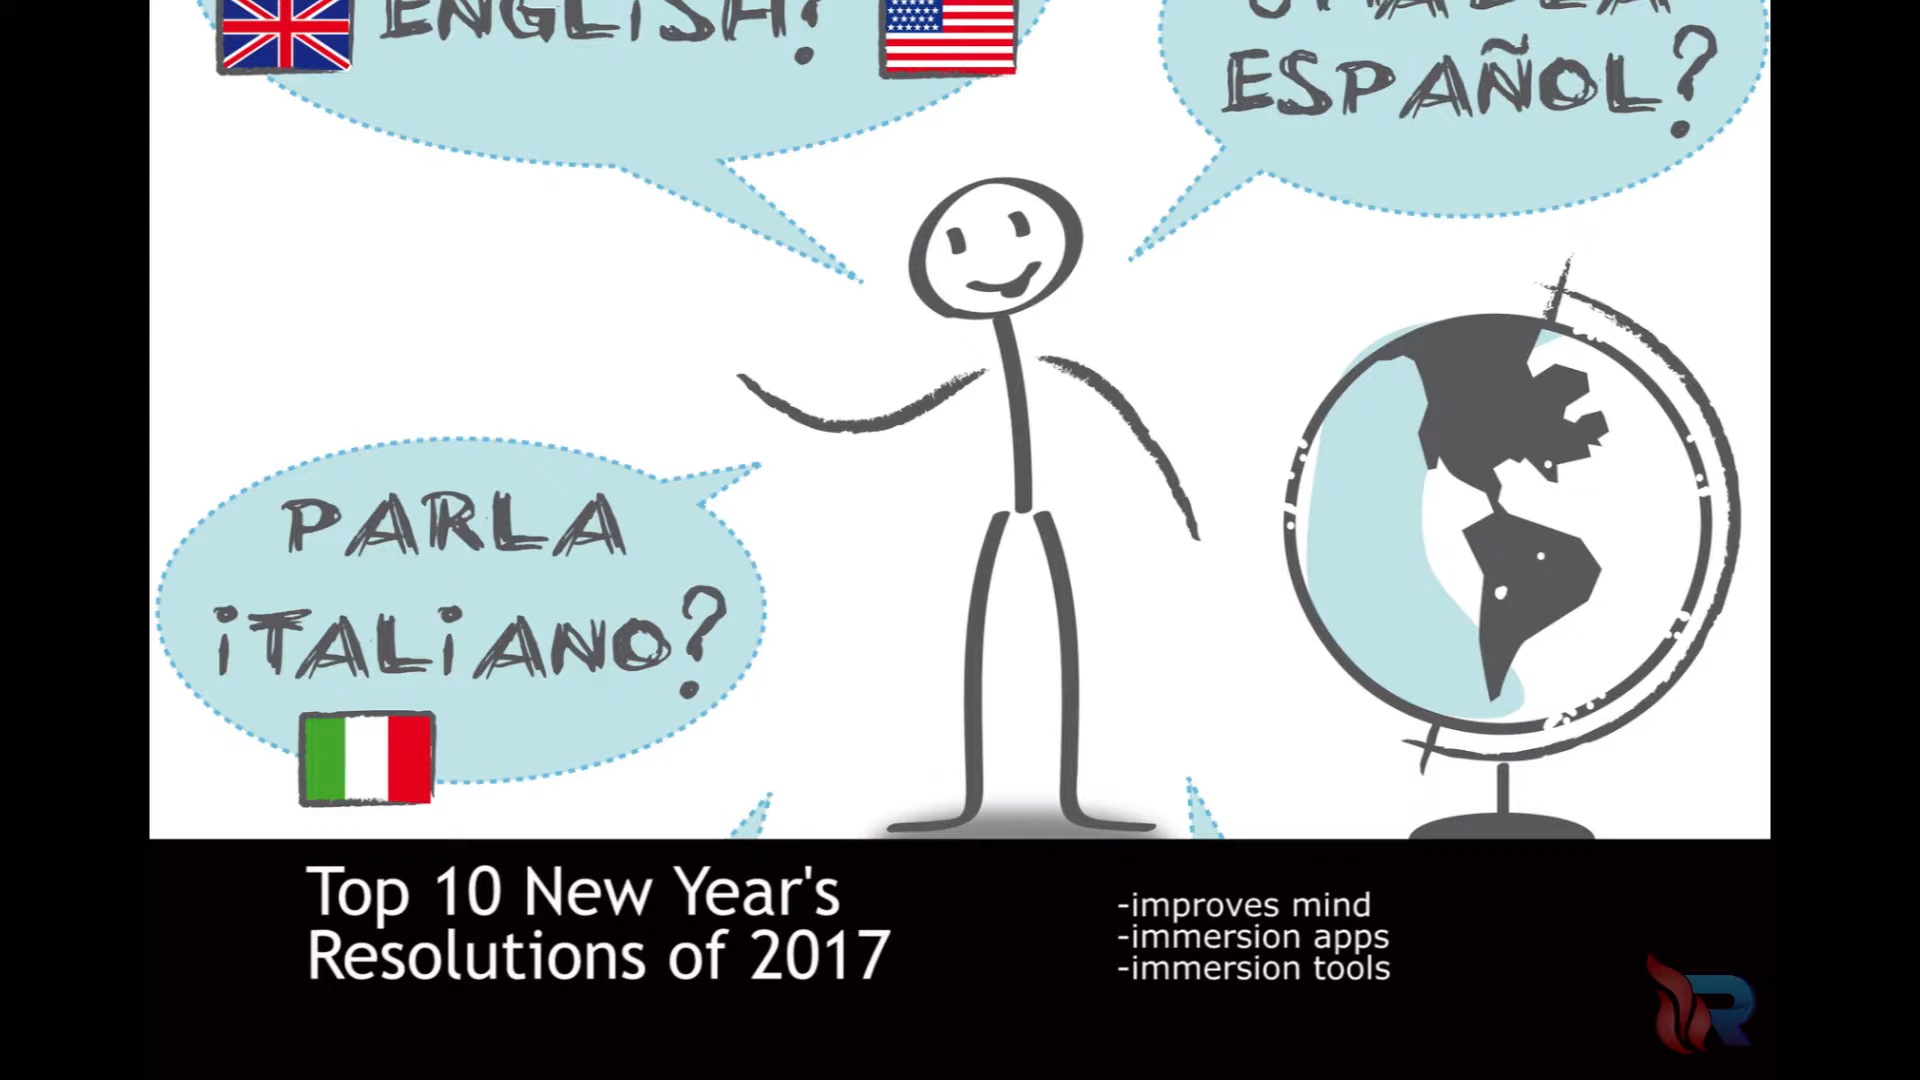 ENGLiSH?
ESPAÑOL?
PARLA
iTALiANO?
Top 10 New Year's
Resolutions of 2017
-improves mind
-immersion apps
-immersion tools
R